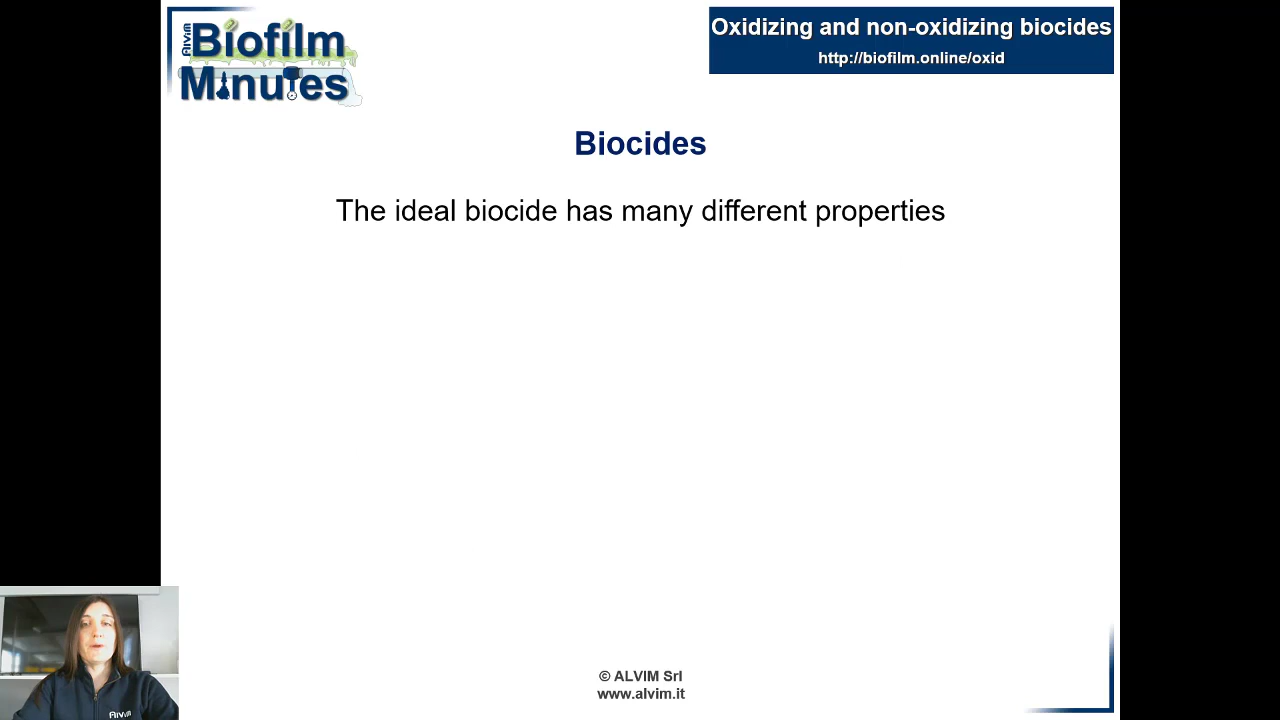 Alvim
Biofilm
Minutes
Oxidizing and non-oxidizing biocides
http://biofilm.online/oxid
Biocides
The ideal biocide has many different properties
© ALVIM Srl
www.alvim.it
Alvim